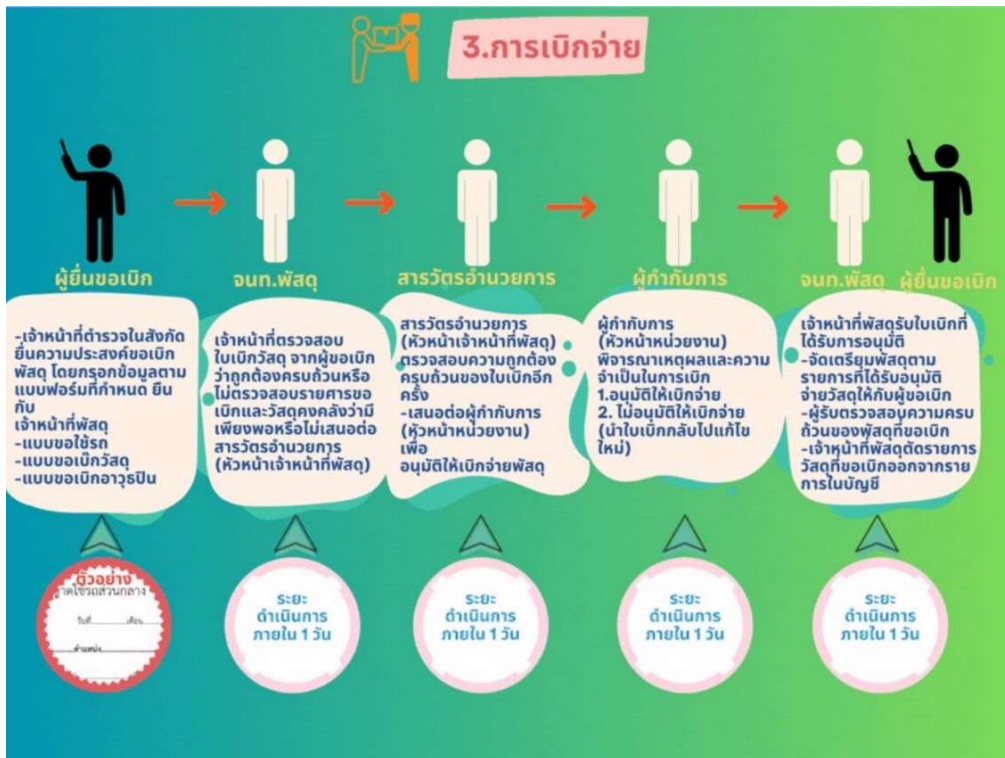 3.การเบิกจ่าย
ผู้ยื่นขอเบิก
-เจ้าหน้าที่ตำรวจในสังกัด
ยื่นความประสงค์ขอเบิก
พัสดุ โดยกรอกข้อมูลตาม
แบบฟอร์มที่กำหนด ยืน
กับ
เจ้าหน้าที่พัสดุ
-แบบขอใช้รถ
-แบบขอเบิกวัสดุ
-แบบขอเบิกอาวุธปืน
จนท.พัสดุ
เจ้าหน้าที่ตรวจสอบ
ใบเบิกวัสดุ จากผู้ขอเบิก
ว่าถูกต้องครบถ้วนหรือ
ไม่ตรวจสอบรายศารขอ
เบิกและวัสดุคงคลังว่ามี
เพียงพอหรือไม่เสนอต่อ
สารวัตรอำนวยการ
(หัวหน้าเจ้าหน้าที่พัสดุ)
สารวัตรอำนวยการ
สารวัตรอำนวยการ
(หัวหน้าเจ้าหน้าที่พัสดุ)
ตรวจสอบความถูกต้อง
ครบถ้วนของใบเบิกอีก
ครั้ง
-เสนอต่อผู้กำกับการ
(หัวหน้าหน่วยงาน)
เพื่อ
อนุมัติให้เบิกจ่ายพัสดุ
ผู้กำกับการ
ผู้กำกับการ
(หัวหน้าหน่วยงาน)
พิจารณาเหตุผลและความ
จำเป็นในการเบิก
1.อนุมัติให้เบิกจ่าย
2. ไม่อนุมัติให้เบิกจ่าย
(นำใบเบิกกลับไปแก้ไข
ใหม่)
จนท.พัสดุ ผู้ยื่นขอเบิก
เจ้าหน้าที่พัสดุรับใบเบิกที่
ได้รับการอนุมัติ
-จัดเตรียมพัสดุตาม
รายการที่ได้รับอนุมัติ
จ่ายวัสดุให้กับผู้ขอเบิก
-ผู้รับตรวจสอบความครบ
ถ้วนของพัสดุที่ขอเบิก
-เจ้าหน้าที่พัสดุตัดรายการ
วัสดุที่ขอเบิกออกจากราย
การในบัญชี
ตัวอย่าง
วันที่ เดือน
ตำแหน่ง
ระยะ
ดำเนินการ
ภายใน 1 วัน
ระยะ
ดำเนินการ
ภายใน 1 วัน
ระยะ
ดำเนินการ
ภายใน 1 วัน
ระยะ
ดำเนินการ
ภายใน 1 วัน